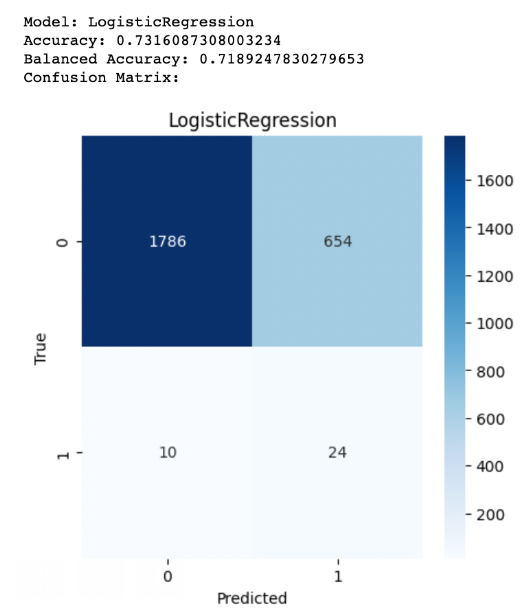 Model: LogisticRegression
Accuracy: 0.7316087308003234
Balanced Accuracy: 0.7189247830279653
Confusion Matrix:
LogisticRegression
1600
1400
1200
1000
800
600
400
200
True
0
1786
654
1
10
24
0
1
Predicted